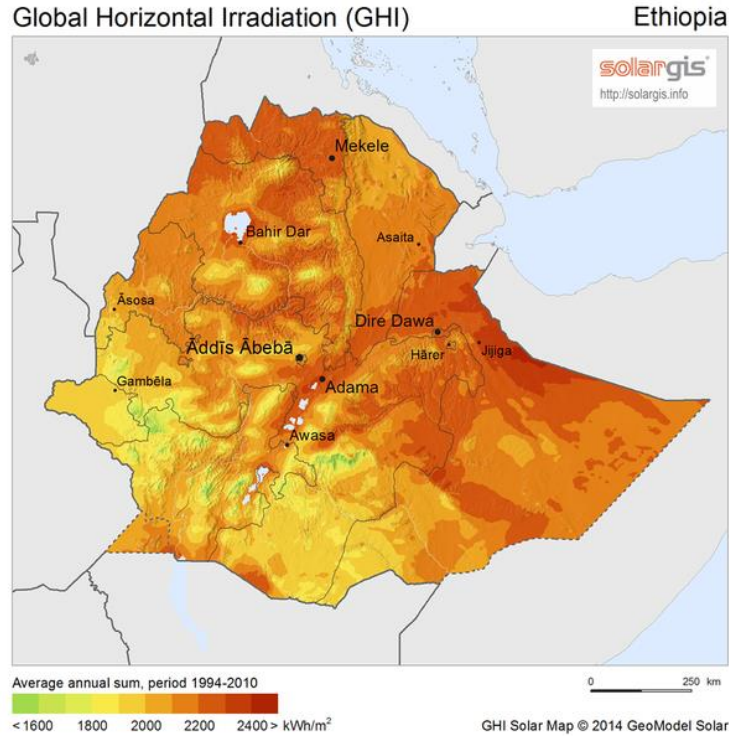 Global Horizontal Irradiation (GHI)
Ethiopia
solargis
http://solargis.info
Mekele
Bahir Dar
Asaita
Āsosa
Dire Dawa
Āddīs Ābebā
Hārer
Jijiga
Gambēla
Adama
Awasa
Average annual sum, period 1994-2010
0 250 km
< 1600 1800 2000 2200 2400 > kWh/m²
GHI Solar Map © 2014 GeoModel Solar